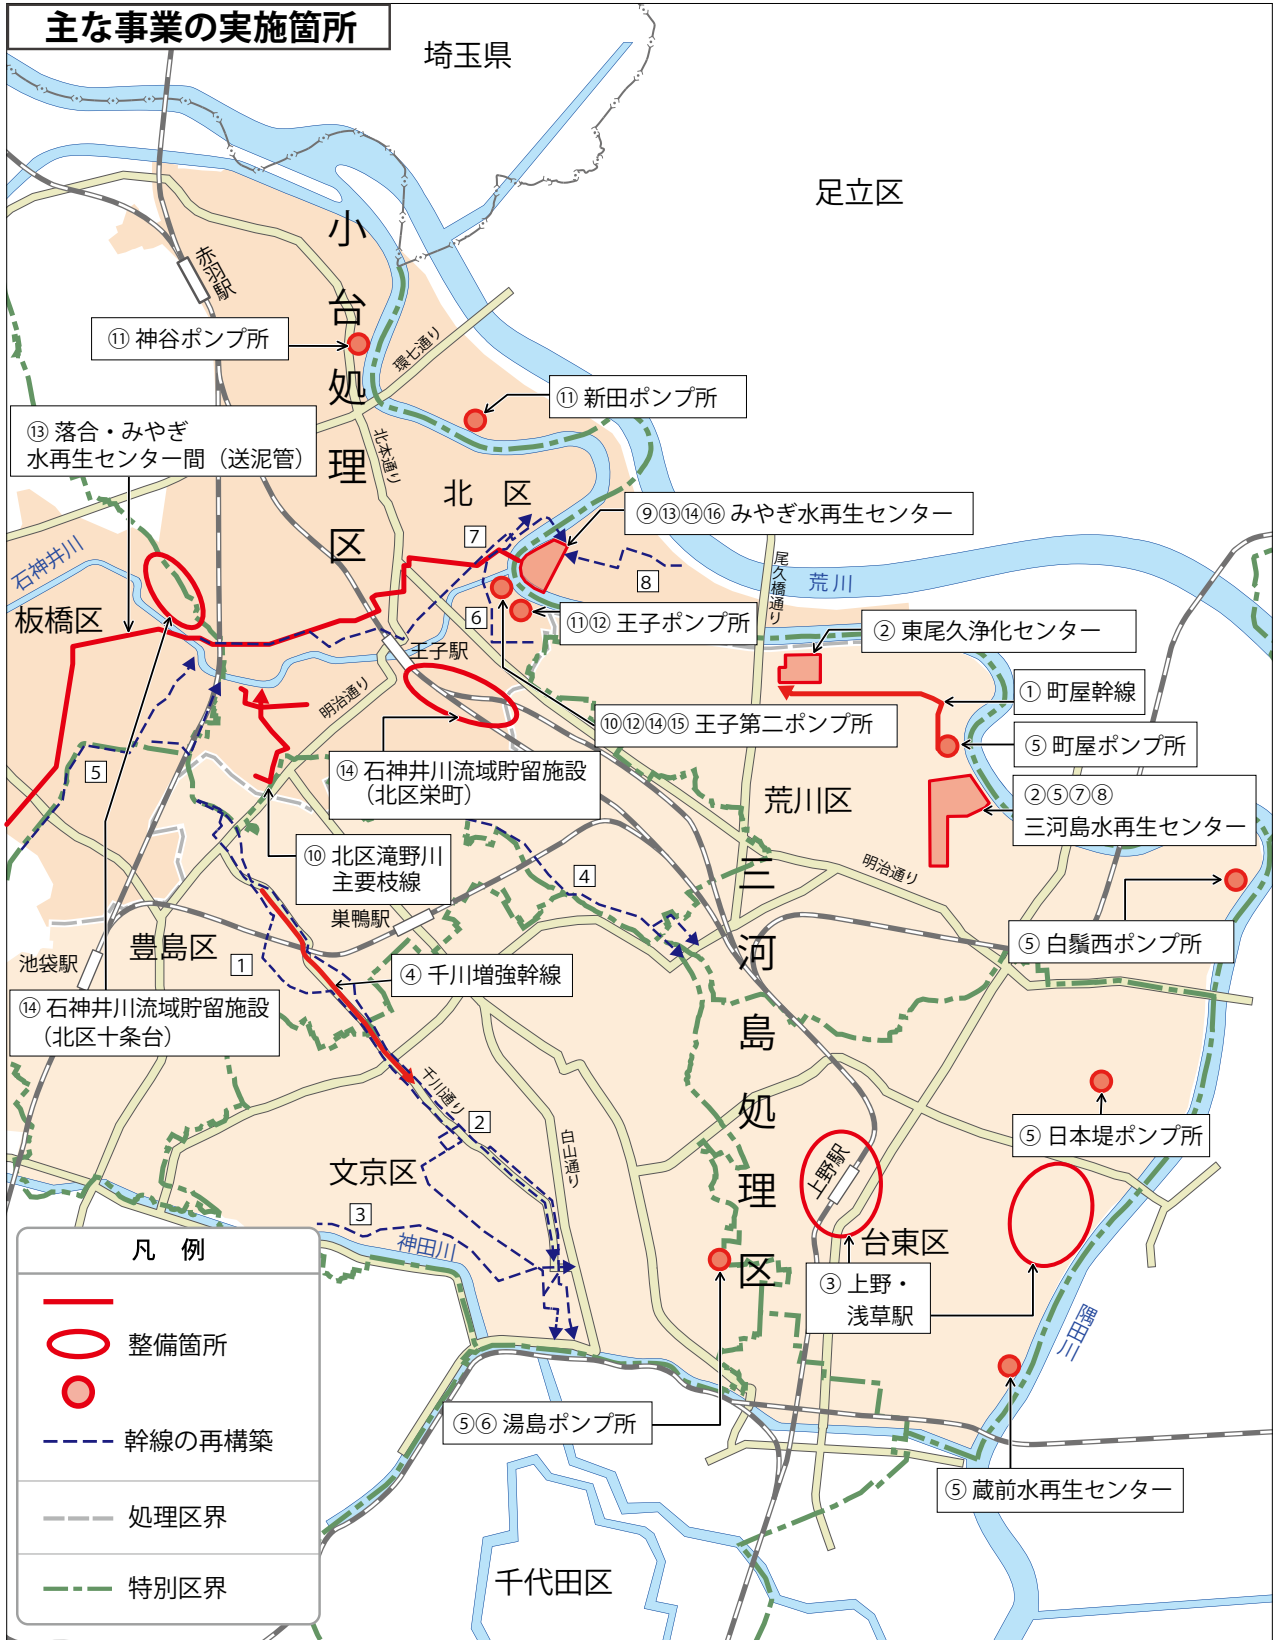 主な事業の実施箇所
埼玉県
足立区
小台処理区
赤羽駅
⑪ 神谷ポンプ所
環七通り
⑪ 新田ポンプ所
⑬ 落合・みやぎ
水再生センター間（送泥管）
北本通り
北 区
⑨⑬⑭⑯ みやぎ水再生センター
7
8
石神井川
尾久橋通り
荒川
板橋区
6
⑪⑫ 王子ポンプ所
② 東尾久浄化センター
王子駅
明治通り
① 町屋幹線
⑩⑫⑭⑮ 王子第二ポンプ所
⑤ 町屋ポンプ所
5
⑭ 石神井川流域貯留施設
（北区栄町）
荒川区
②⑤⑦⑧
三河島水再生センター
⑩ 北区滝野川
主要枝線
4
三河島処理区
明治通り
巣鴨駅
豊島区
池袋駅
1
④ 千川増強幹線
⑤ 白鬚西ポンプ所
⑭ 石神井川流域貯留施設
（北区十条台）
千川通り
2
白山通り
⑤ 日本堤ポンプ所
文京区
上野駅
3
神田川
台東区
凡 例
③ 上野・
浅草駅
隅田川
整備箇所
⑤⑥ 湯島ポンプ所
幹線の再構築
⑤ 蔵前水再生センター
処理区界
千代田区
特別区界